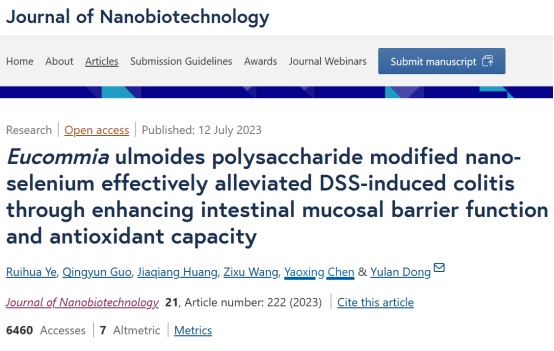 Journal of Nanobiotechnology
Home About Articles Submission Guidelines Awards Journal Webinars Submit manuscript
Research Open access Published: 12 July 2023
Eucommia ulmoides polysaccharide modified nano-
selenium effectively alleviated DSS-induced colitis
through enhancing intestinal mucosal barrier function
and antioxidant capacity
Ruihua Ye, Qingyun Guo, Jiaqiang Huang, Zixu Wang, Yaoxing Chen & Yulan Dong
Journal of Nanobiotechnology 21, Article number: 222 (2023) Cite this article
6460 Accesses 7 Altmetric Metrics